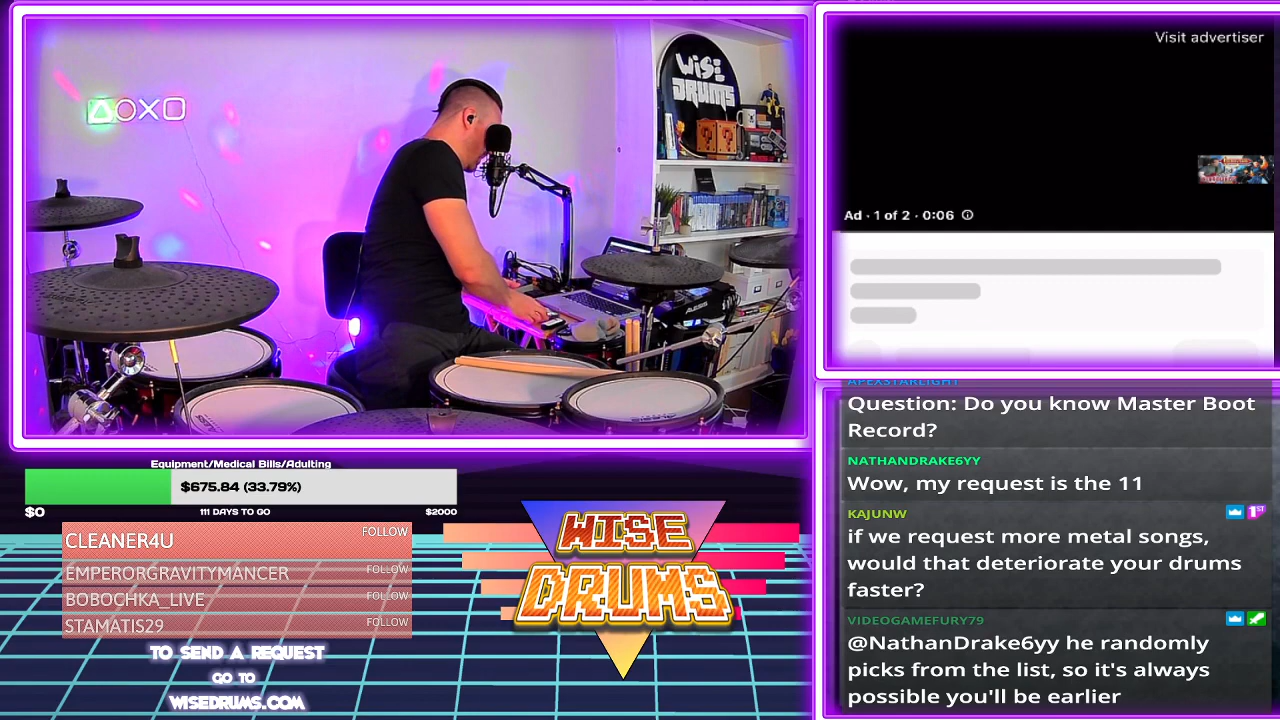 WISE
DRUMS
Visit advertiser
Ad · 1 of 2 · 0:06
APEXSTARLIGHT
Question: Do you know Master Boot
Record?
NATHANDRAKE6YY
Wow, my request is the 11
KAJUNW
1ST
if we request more metal songs,
would that deteriorate your drums
faster?
VIDEOGAMEFURY79
@NathanDrake6yy he randomly
picks from the list, so it's always
possible you'll be earlier
Equipment/Medical Bills/Adulting
$675.84 (33.79%)
$0
111 DAYS TO GO
$2000
CLEANER4U FOLLOW
EMPERORGRAVITYMANCER FOLLOW
BOBOCHKA_LIVE FOLLOW
STAMATIS29 FOLLOW
TO SEND A REQUEST
GO TO
WISEDRUMS.COM
WISE
DRUMS